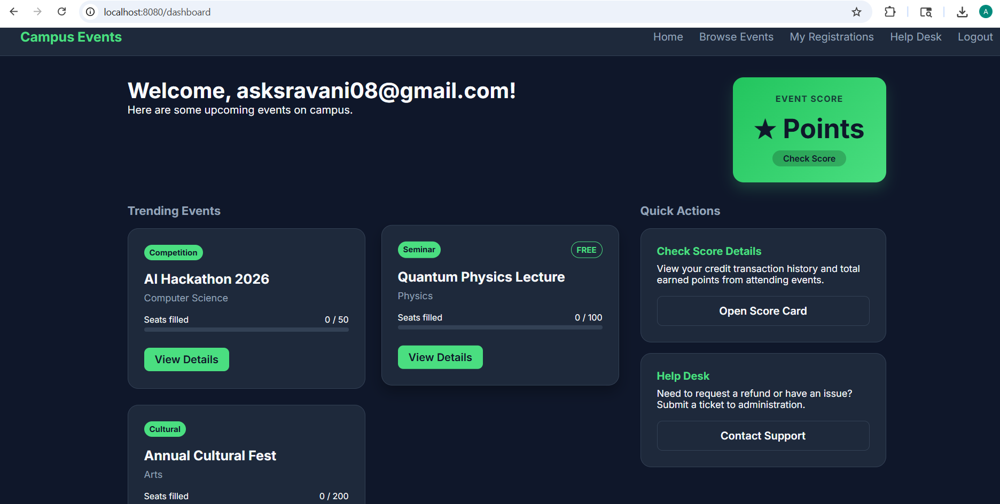 localhost:8080/dashboard
A
Campus Events
Home Browse Events My Registrations Help Desk Logout
Welcome, asksravani08@gmail.com!
Here are some upcoming events on campus.
EVENT SCORE
★ Points
Check Score
Trending Events
Competition
AI Hackathon 2026
Computer Science
Seats filled 0 / 50
View Details
Seminar FREE
Quantum Physics Lecture
Physics
Seats filled 0 / 100
View Details
Cultural
Annual Cultural Fest
Arts
Seats filled 0 / 200
Quick Actions
Check Score Details
View your credit transaction history and total
earned points from attending events.
Open Score Card
Help Desk
Need to request a refund or have an issue?
Submit a ticket to administration.
Contact Support